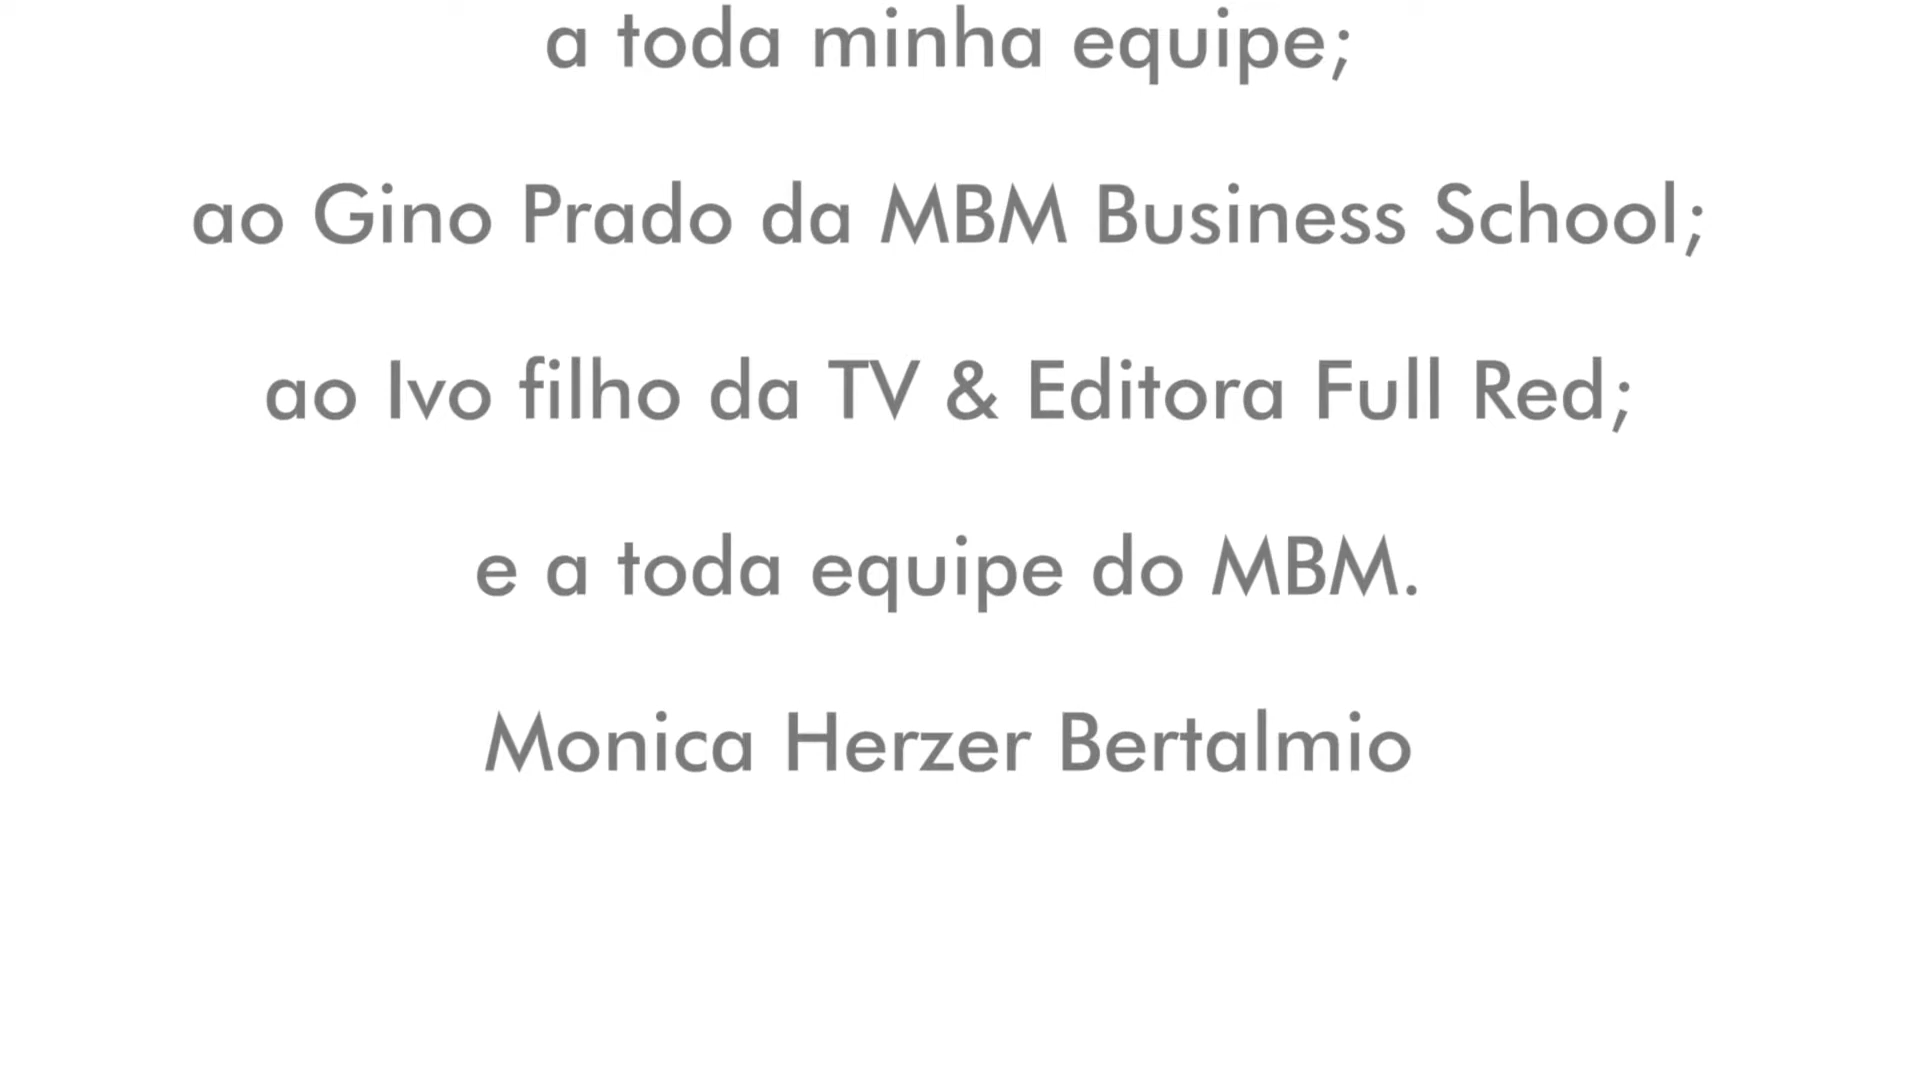 a toda minha equipe;
ao Gino Prado da MBM Business School;
ao Ivo filho da TV & Editora Full Red;
e a toda equipe do MBM.
Monica Herzer Bertalmio